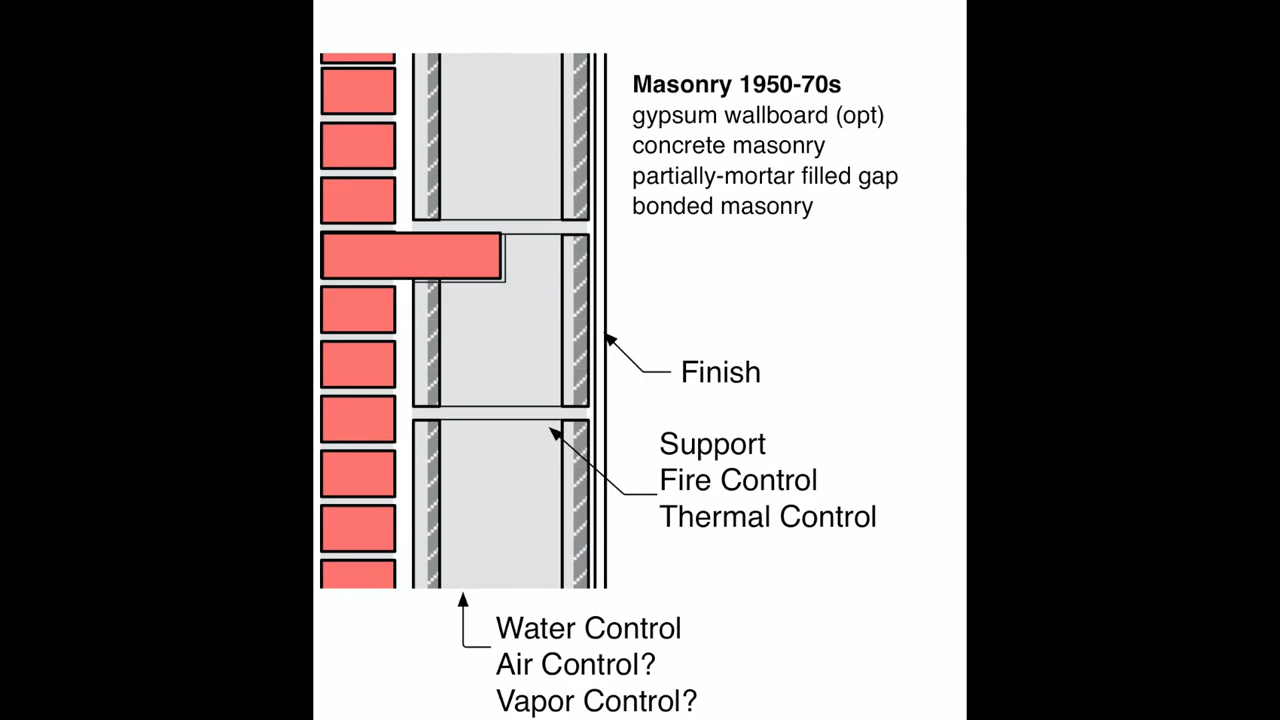 Masonry 1950-70s
gypsum wallboard (opt)
concrete masonry
partially-mortar filled gap
bonded masonry
Finish
Support
Fire Control
Thermal Control
Water Control
Air Control?
Vapor Control?